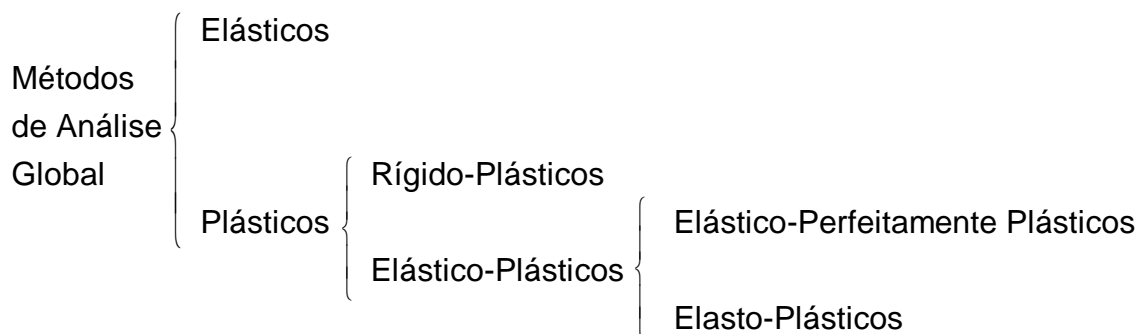 Elásticos
Métodos
de Análise
Global
Rígido-Plásticos
Plásticos
Elástico-Perfeitamente Plásticos
Elástico-Plásticos
Elasto-Plásticos